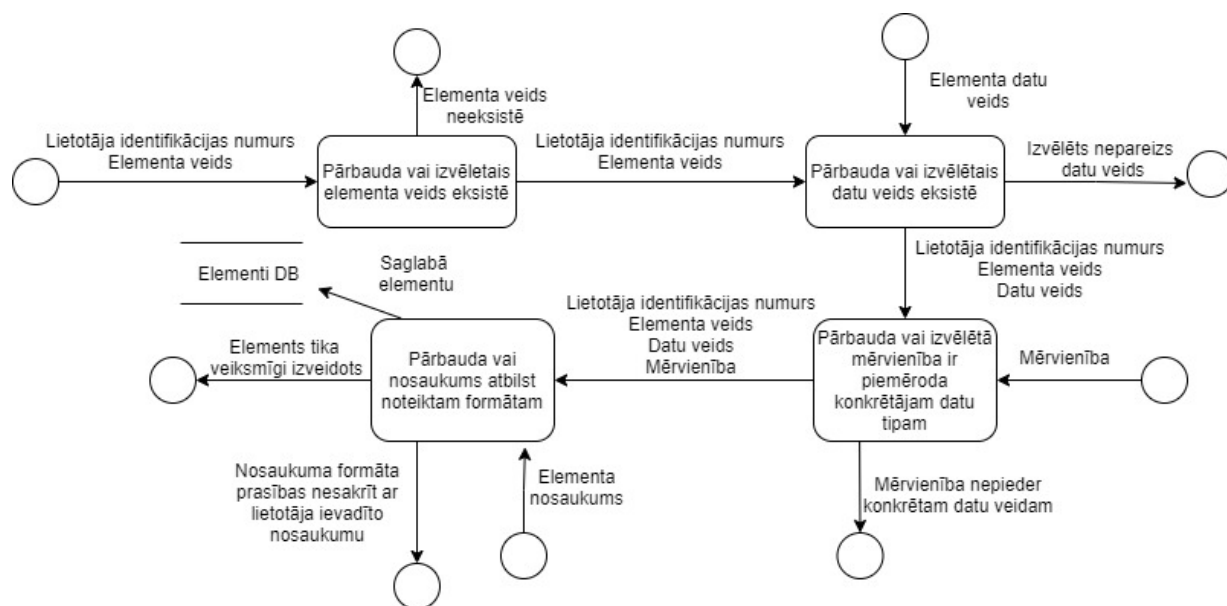 Elementa veids
neeksistē
Elementa datu
veids
Lietotāja identifikācijas numurs
Elementa veids
Pārbauda vai izvēletais
elementa veids eksistē
Lietotāja identifikācijas numurs
Elementa veids
Pārbauda vai izvēlētais
datu veids eksistē
Izvēlēts nepareizs
datu veids
Elementi DB
Saglabā
elementu
Lietotāja identifikācijas numurs
Elementa veids
Datu veids
Lietotāja identifikācijas numurs
Elementa veids
Datu veids
Mērvienība
Pārbauda vai izvēlētā
mērvienība ir
piemēroda
konkrētājam datu
tipam
Mērvienība
Elements tika
veiksmīgi izveidots
Pārbauda vai
nosaukums atbilst
noteiktam formātam
Nosaukuma formāta
prasības nesakrīt ar
lietotāja ievadīto
nosaukumu
Elementa
nosaukums
Mērvienība nepieder
konkrētam datu veidam